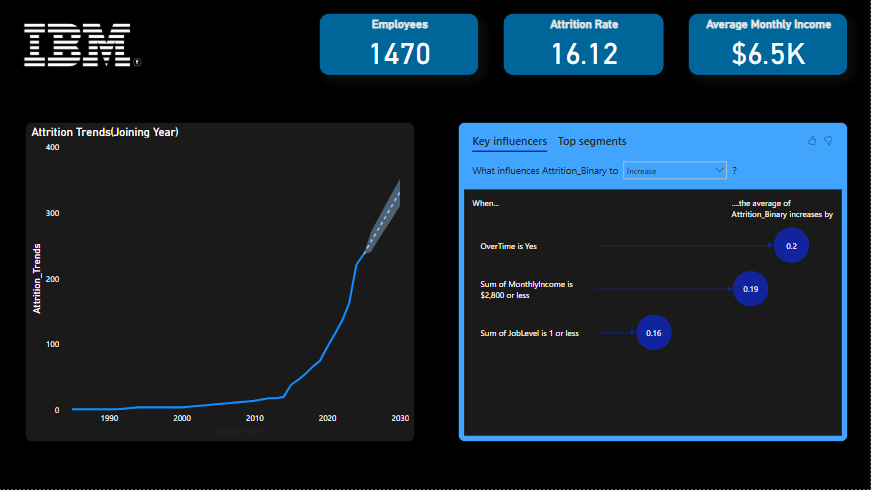 IBM
Employees
1470
Attrition Rate
16.12
Average Monthly Income
$6.5K
Attrition Trends(Joining Year)
400
300
200
100
0
Attrition_Trends
1990
2000
2010
2020
2030
Joining Year
Key influencers
Top segments
What influences Attrition_Binary to
Increase
?
When...
....the average of
Attrition_Binary increases by
OverTime is Yes
0.2
Sum of MonthlyIncome is
$2,800 or less
0.19
Sum of JobLevel is 1 or less
0.16